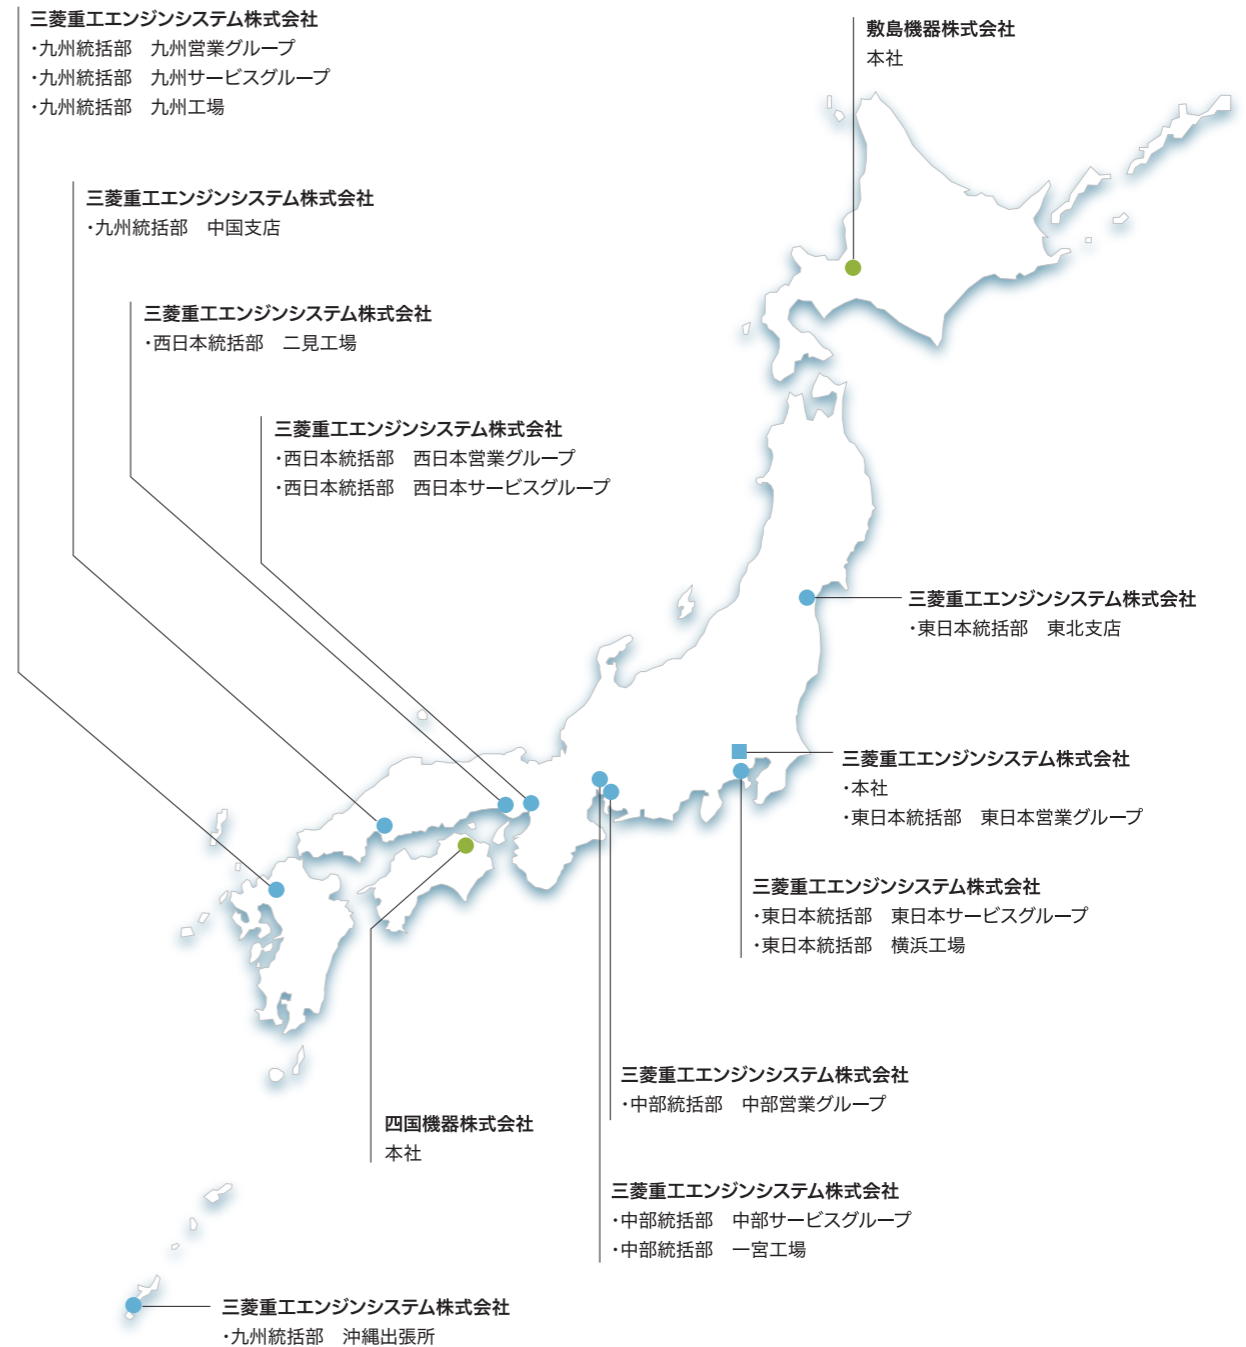 三菱重工エンジンシステム株式会社
・九州統括部　九州営業グループ
・九州統括部　九州サービスグループ
・九州統括部　九州工場
敷島機器株式会社
本社
三菱重工エンジンシステム株式会社
・九州統括部　中国支店
三菱重工エンジンシステム株式会社
・西日本統括部　二見工場
三菱重工エンジンシステム株式会社
・西日本統括部　西日本営業グループ
・西日本統括部　西日本サービスグループ
三菱重工エンジンシステム株式会社
・東日本統括部　東北支店
三菱重工エンジンシステム株式会社
・本社
・東日本統括部　東日本営業グループ
三菱重工エンジンシステム株式会社
・東日本統括部　東日本サービスグループ
・東日本統括部　横浜工場
三菱重工エンジンシステム株式会社
・中部統括部　中部営業グループ
四国機器株式会社
本社
三菱重工エンジンシステム株式会社
・中部統括部　中部サービスグループ
・中部統括部　一宮工場
三菱重工エンジンシステム株式会社
・九州統括部　沖縄出張所